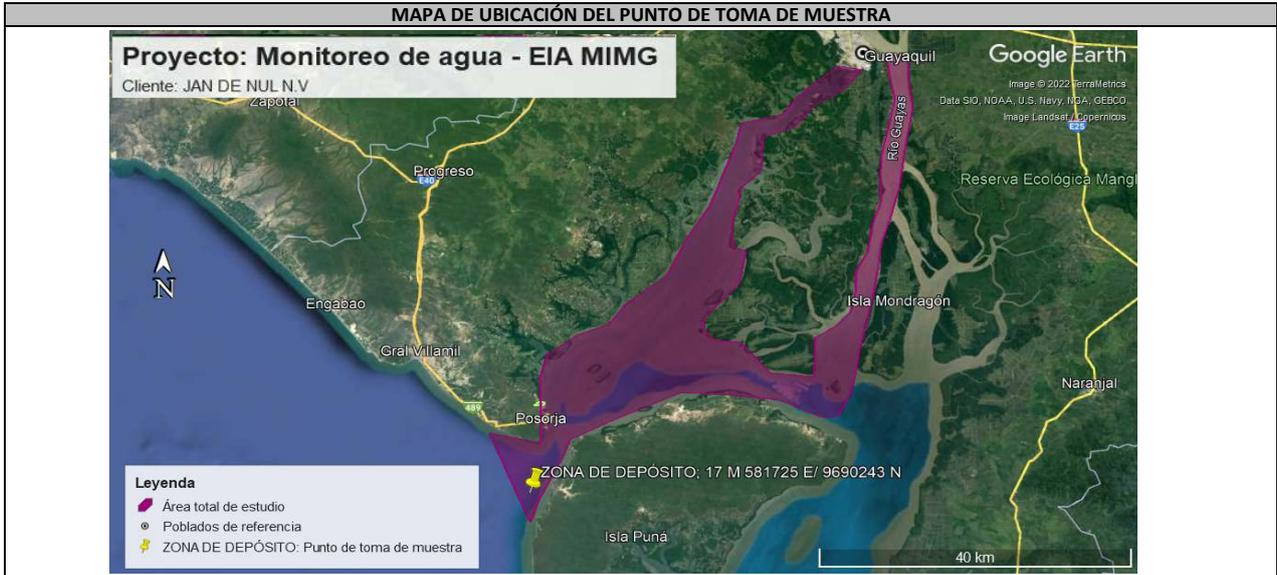 MAPA DE UBICACIÓN DEL PUNTO DE TOMA DE MUESTRA
Proyecto: Monitoreo de agua - EIA MIMG
Cliente: JAN DE NUL N.V
Google Earth
Image © 2022 TerraMetrics
Data SIO, NOAA, U.S. Navy, NGA, GEBCO
Image Landsat / Copernicus
Guayaquil
Zapotal
E25
Río Guayas
Progreso
E40
Reserva Ecológica Mangl
N
Engabao
Isla Mondragón
Gral Villamil
Naranjal
489
Posorja
ZONA DE DEPÓSITO; 17 M 581725 E/ 9690243 N
Leyenda
Área total de estudio
Poblados de referencia
ZONA DE DEPÓSITO: Punto de toma de muestra
Isla Puná
40 km